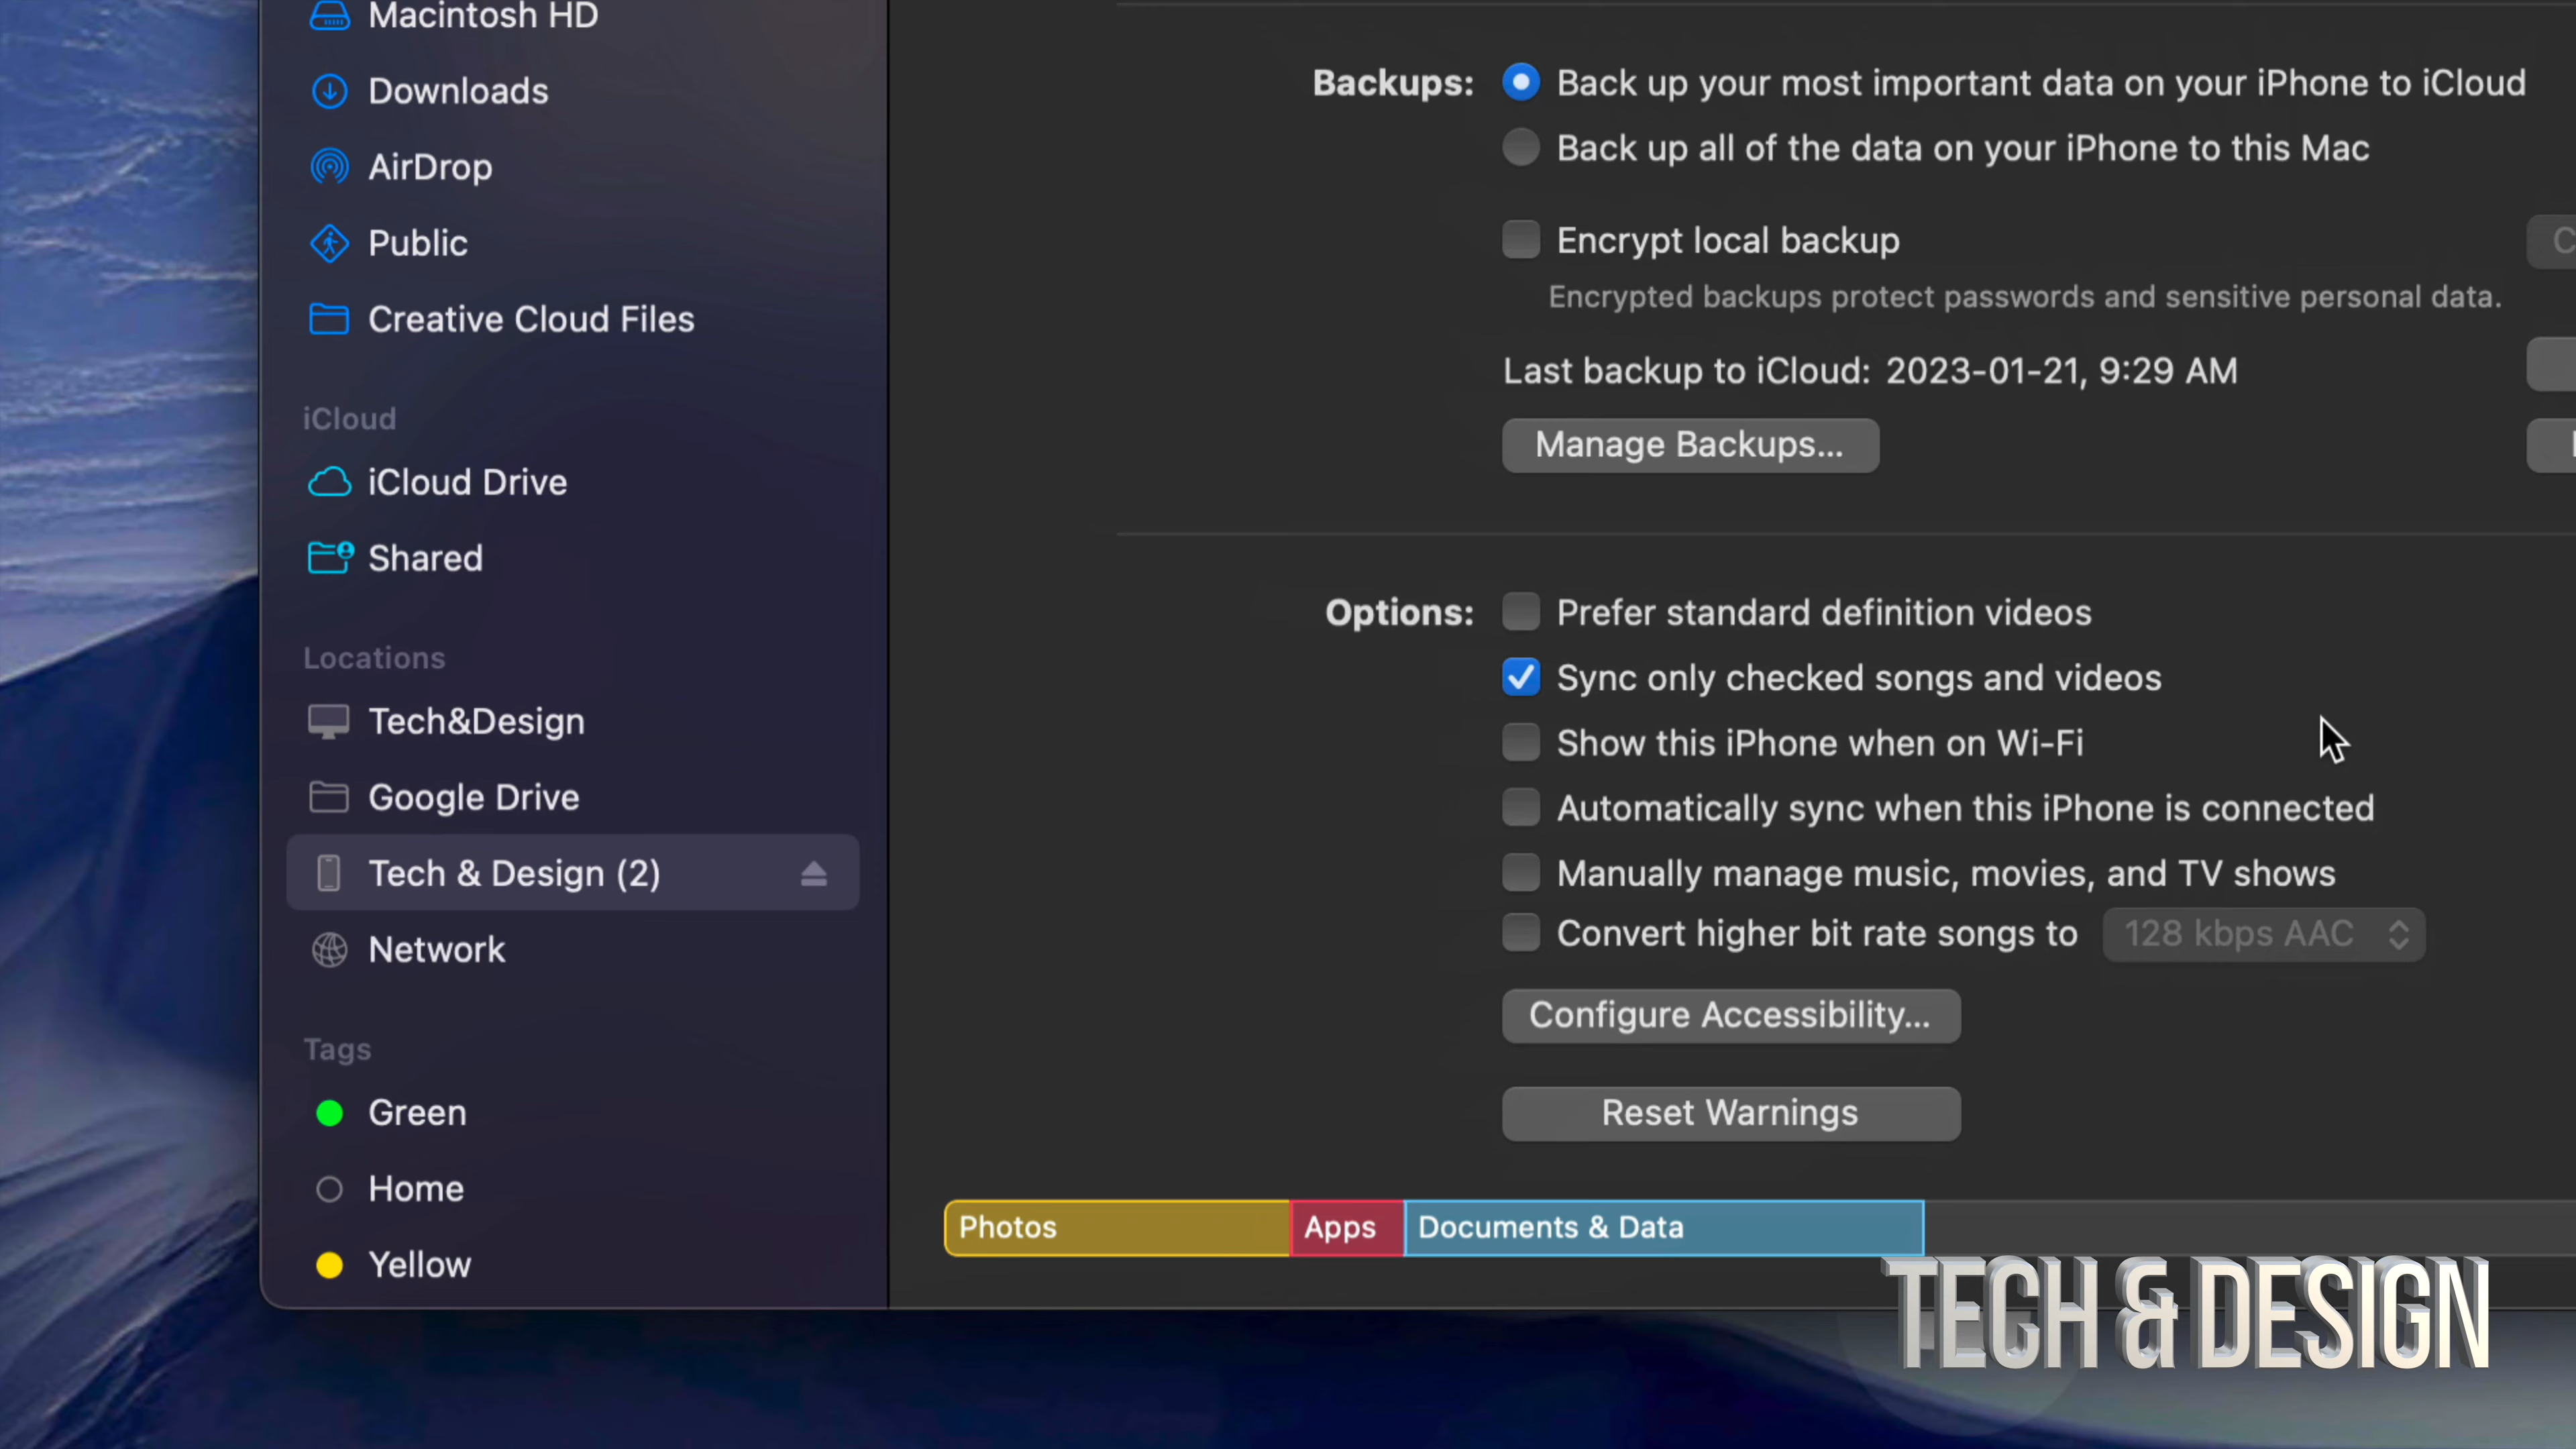 Macintosh HD
Downloads
AirDrop
Public
Creative Cloud Files
iCloud
iCloud Drive
Shared
Locations
Tech&Design
Google Drive
Tech & Design (2)
Network
Tags
Green
Home
Yellow
Backups:
Back up your most important data on your iPhone to iCloud
Back up all of the data on your iPhone to this Mac
Encrypt local backup
Encrypted backups protect passwords and sensitive personal data.
Last backup to iCloud: 2023-01-21, 9:29 AM
Manage Backups...
Options:
Prefer standard definition videos
Sync only checked songs and videos
Show this iPhone when on Wi-Fi
Automatically sync when this iPhone is connected
Manually manage music, movies, and TV shows
Convert higher bit rate songs to 128 kbps AAC
Configure Accessibility...
Reset Warnings
Photos Apps Documents & Data
TECH & DESIGN